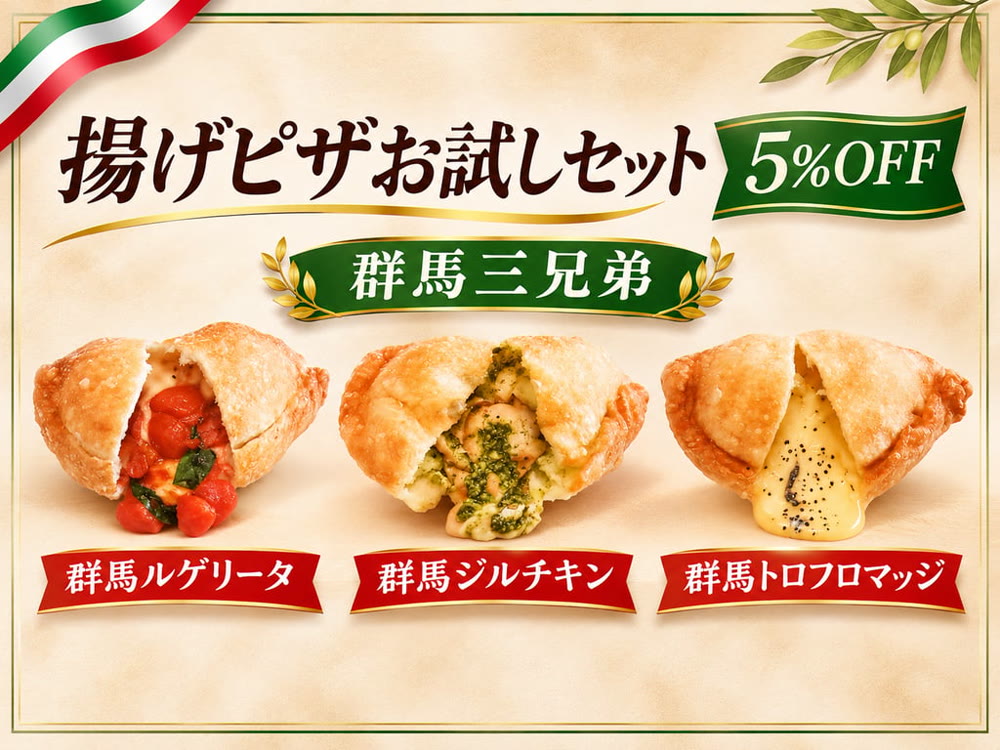 揚げピザお試しセット
5%OFF
群馬三兄弟
群馬ルゲリータ
群馬ジルチキン
群馬トロフロマッジ